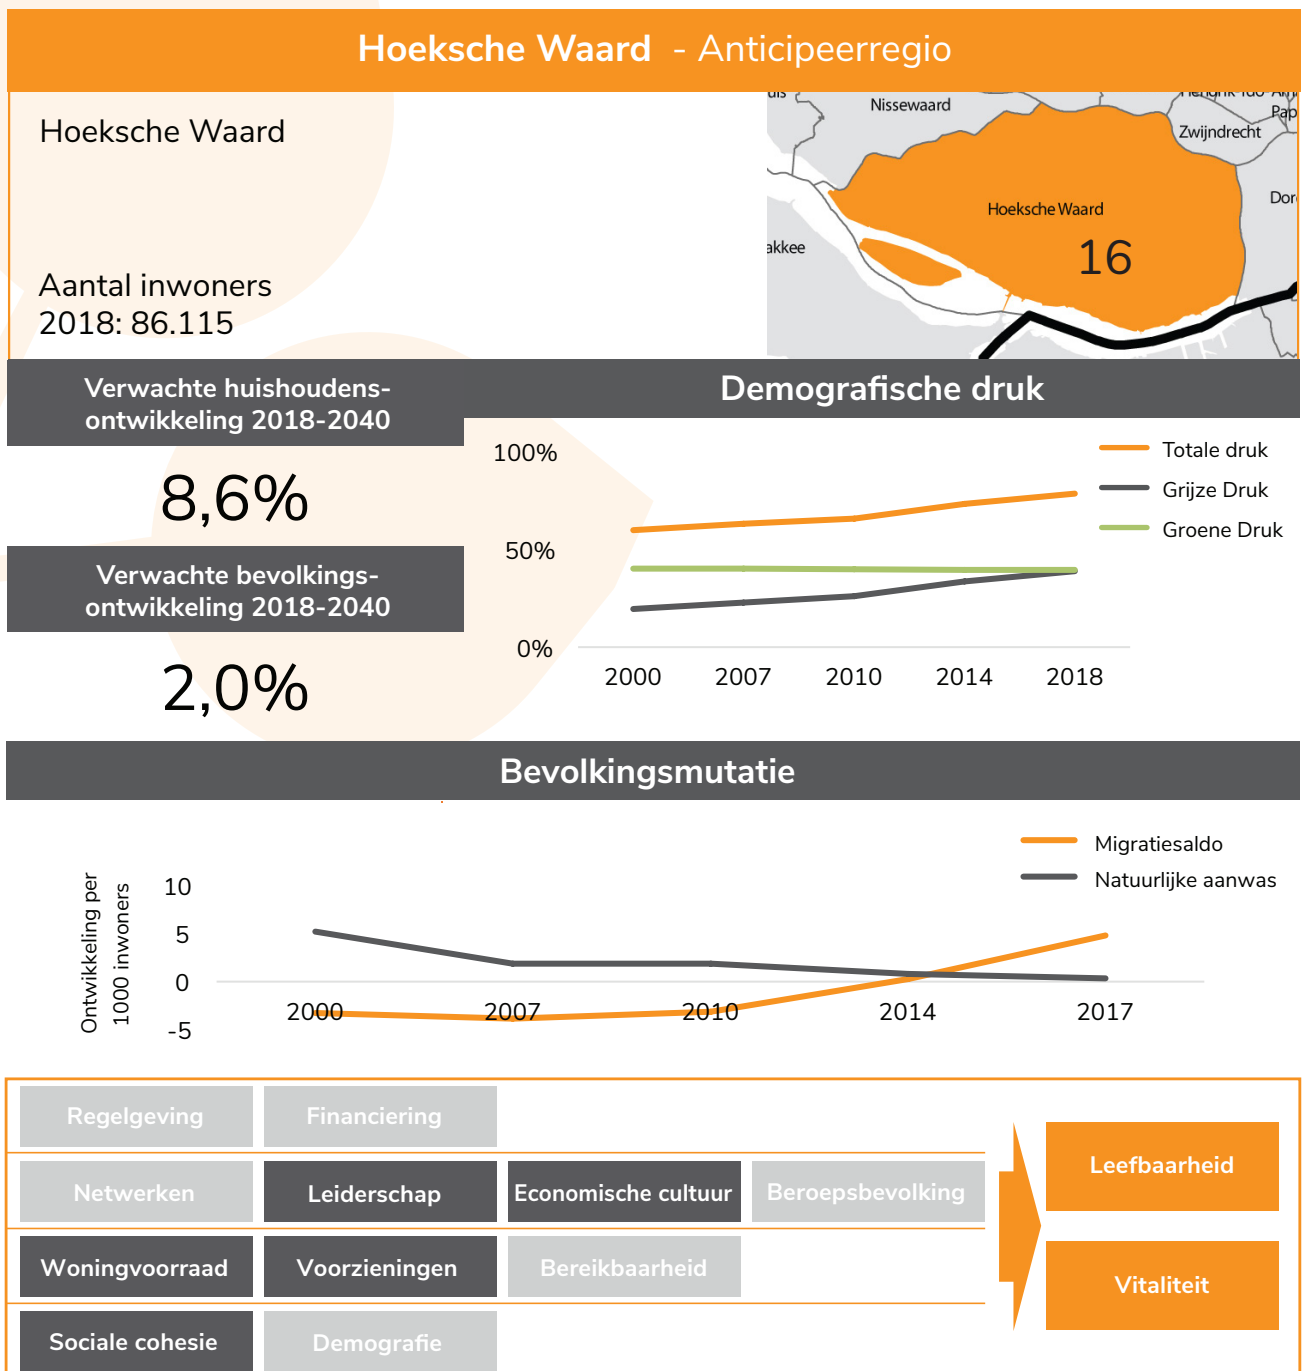 Hoeksche Waard - Anticipeerregio
Hoeksche Waard
Aantal inwoners
2018: 86.115
Nissewaard
Zwijndrecht
Pap
Hoeksche Waard
Dor
akkee
16
Verwachte huishoudens-
ontwikkeling 2018-2040
8,6%
Verwachte bevolkings-
ontwikkeling 2018-2040
2,0%
Demografische druk
100%
50%
0%
Totale druk
Grijze Druk
Groene Druk
2000 2007 2010 2014 2018
Bevolkingsmutatie
Migratiesaldo
Natuurlijke aanwas
Ontwikkeling per
1000 inwoners
10
5
0
-5
2000 2007 2010 2014 2017
Regelgeving Financiering
Netwerken Leiderschap Economische cultuur Beroepsbevolking
Woningvoorraad Voorzieningen Bereikbaarheid
Sociale cohesie Demografie
Leefbaarheid
Vitaliteit